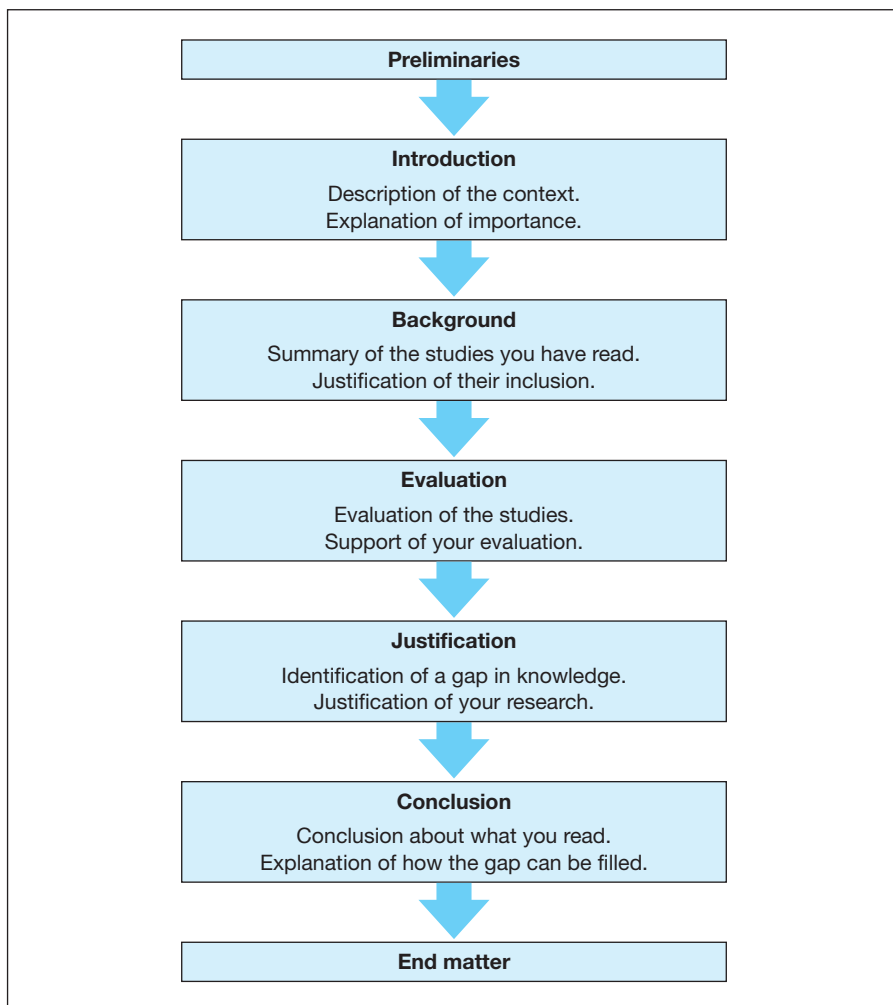 Preliminaries
Introduction
Description of the context.
Explanation of importance.
Background
Summary of the studies you have read.
Justification of their inclusion.
Evaluation
Evaluation of the studies.
Support of your evaluation.
Justification
Identification of a gap in knowledge.
Justification of your research.
Conclusion
Conclusion about what you read.
Explanation of how the gap can be filled.
End matter